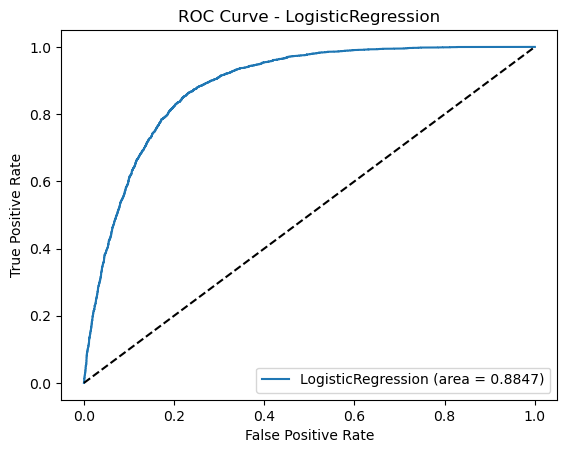 ROC Curve - LogisticRegression
1.0
0.8
0.6
0.4
0.2
0.0
True Positive Rate
LogisticRegression (area = 0.8847)
0.0 0.2 0.4 0.6 0.8 1.0
False Positive Rate